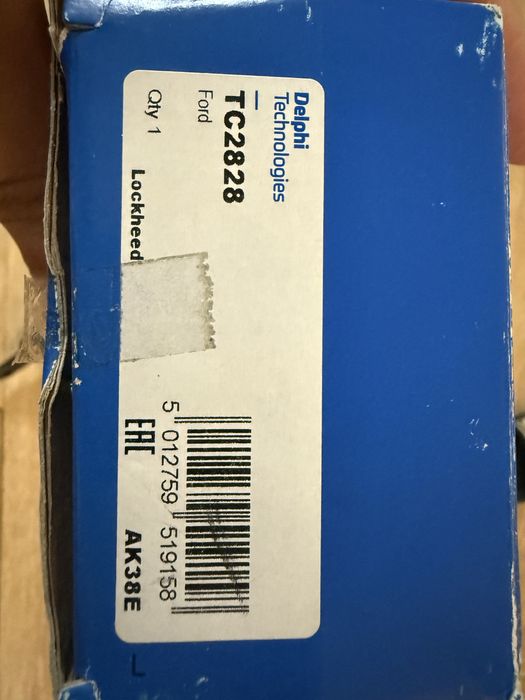 Delphi
Technologies
TC2828
Ford
Qty 1
Lockheed
5 012759 519158
EAC
AK38E